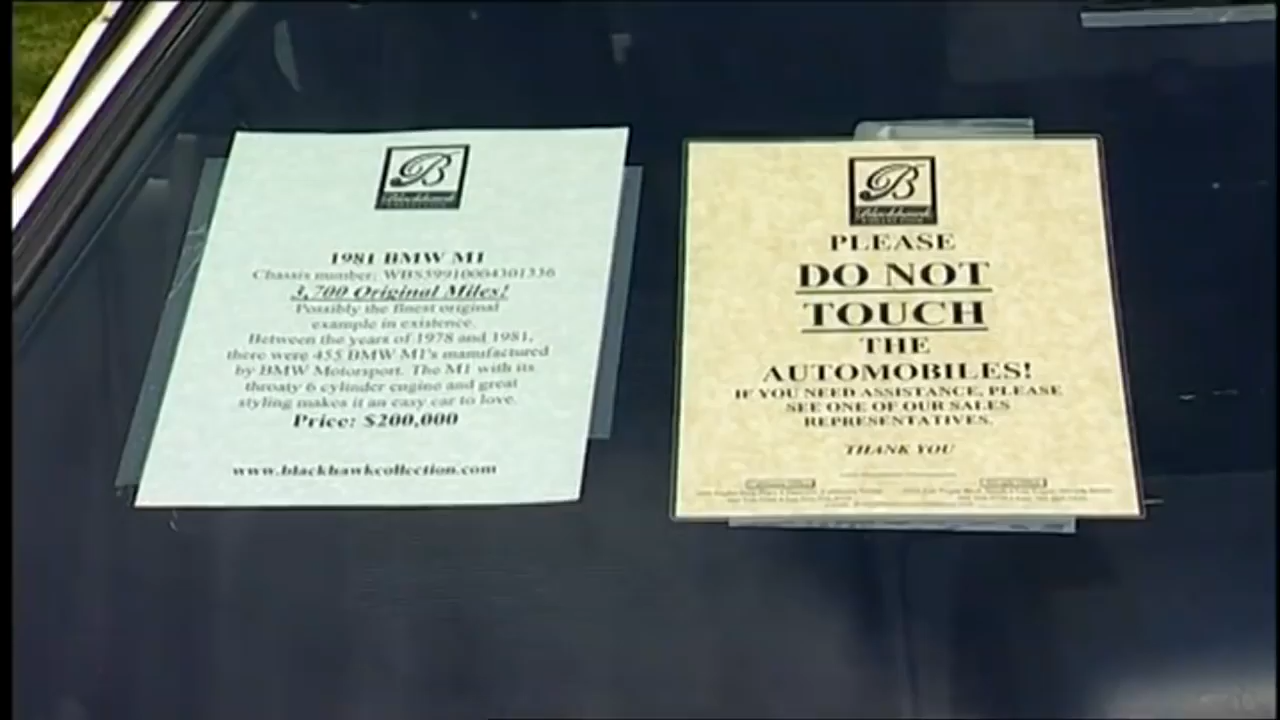 B
Blackhawk
COLLECTION
1981 BMW M1
Chassis number: WBS59910004301336
3,700 Original Miles!
Possibly the finest original
example in existence.
Between the years of 1978 and 1981,
there were 455 BMW M1's manufactured
by BMW Motorsport. The M1 with its
throaty 6 cylinder engine and great
styling makes it an easy car to love.
Price: $200,000
www.blackhawkcollection.com
B
Blackhawk
COLLECTION
PLEASE
DO NOT
TOUCH
THE
AUTOMOBILES!
IF YOU NEED ASSISTANCE, PLEASE
SEE ONE OF OUR SALES
REPRESENTATIVES.
THANK YOU